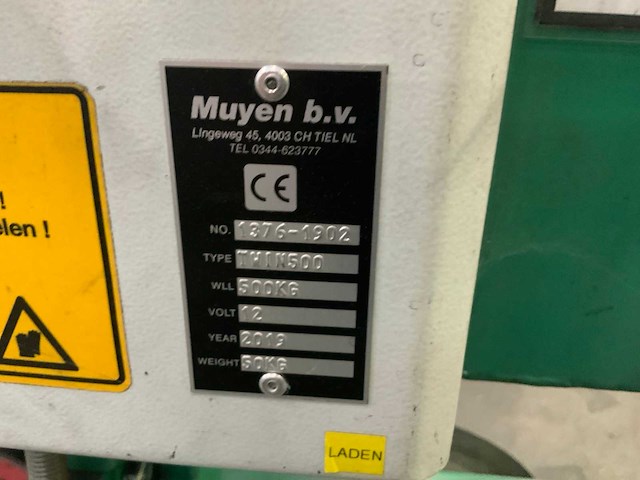 !
elen !
Muyen b.v.
Lingeweg 45, 4003 CH TIEL NL
TEL 0344-623777
CE
NO. 1376-1902
TYPE THIN500
WLL 500KG
VOLT 12
YEAR 2019
WEIGHT 50KG
LADEN